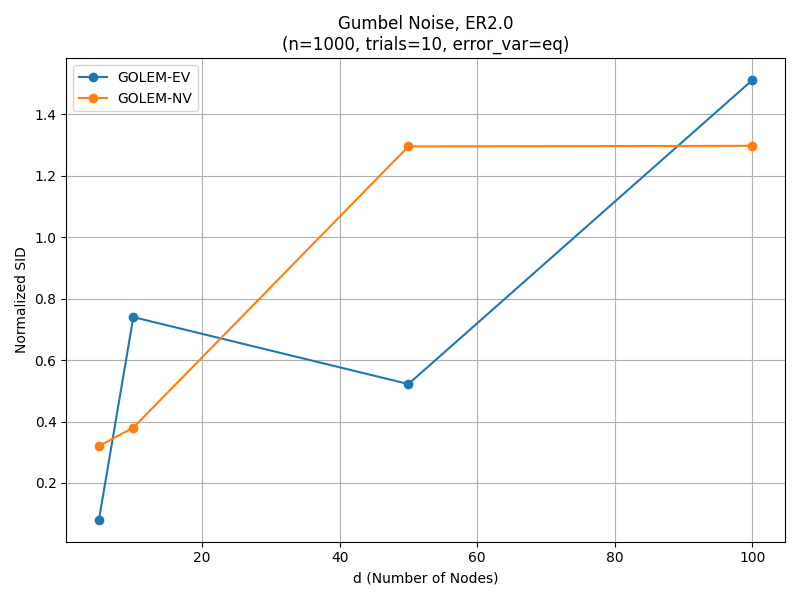 Gumbel Noise, ER2.0
(n=1000, trials=10, error_var=eq)
GOLEM-EV
GOLEM-NV
Normalized SID
1.4
1.2
1.0
0.8
0.6
0.4
0.2
20 40 60 80 100
d (Number of Nodes)